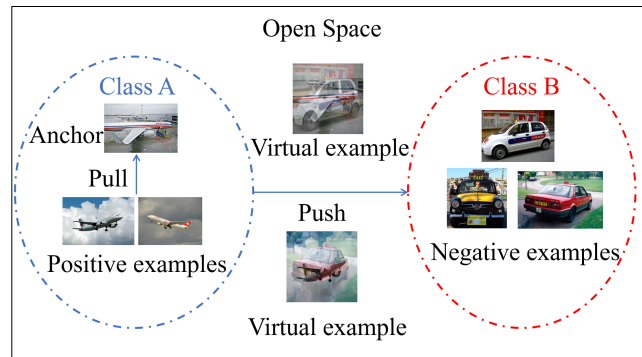 Open Space
Class A
Class B
Anchor
Virtual example
Pull
Push
Positive examples
Negative examples
Virtual example